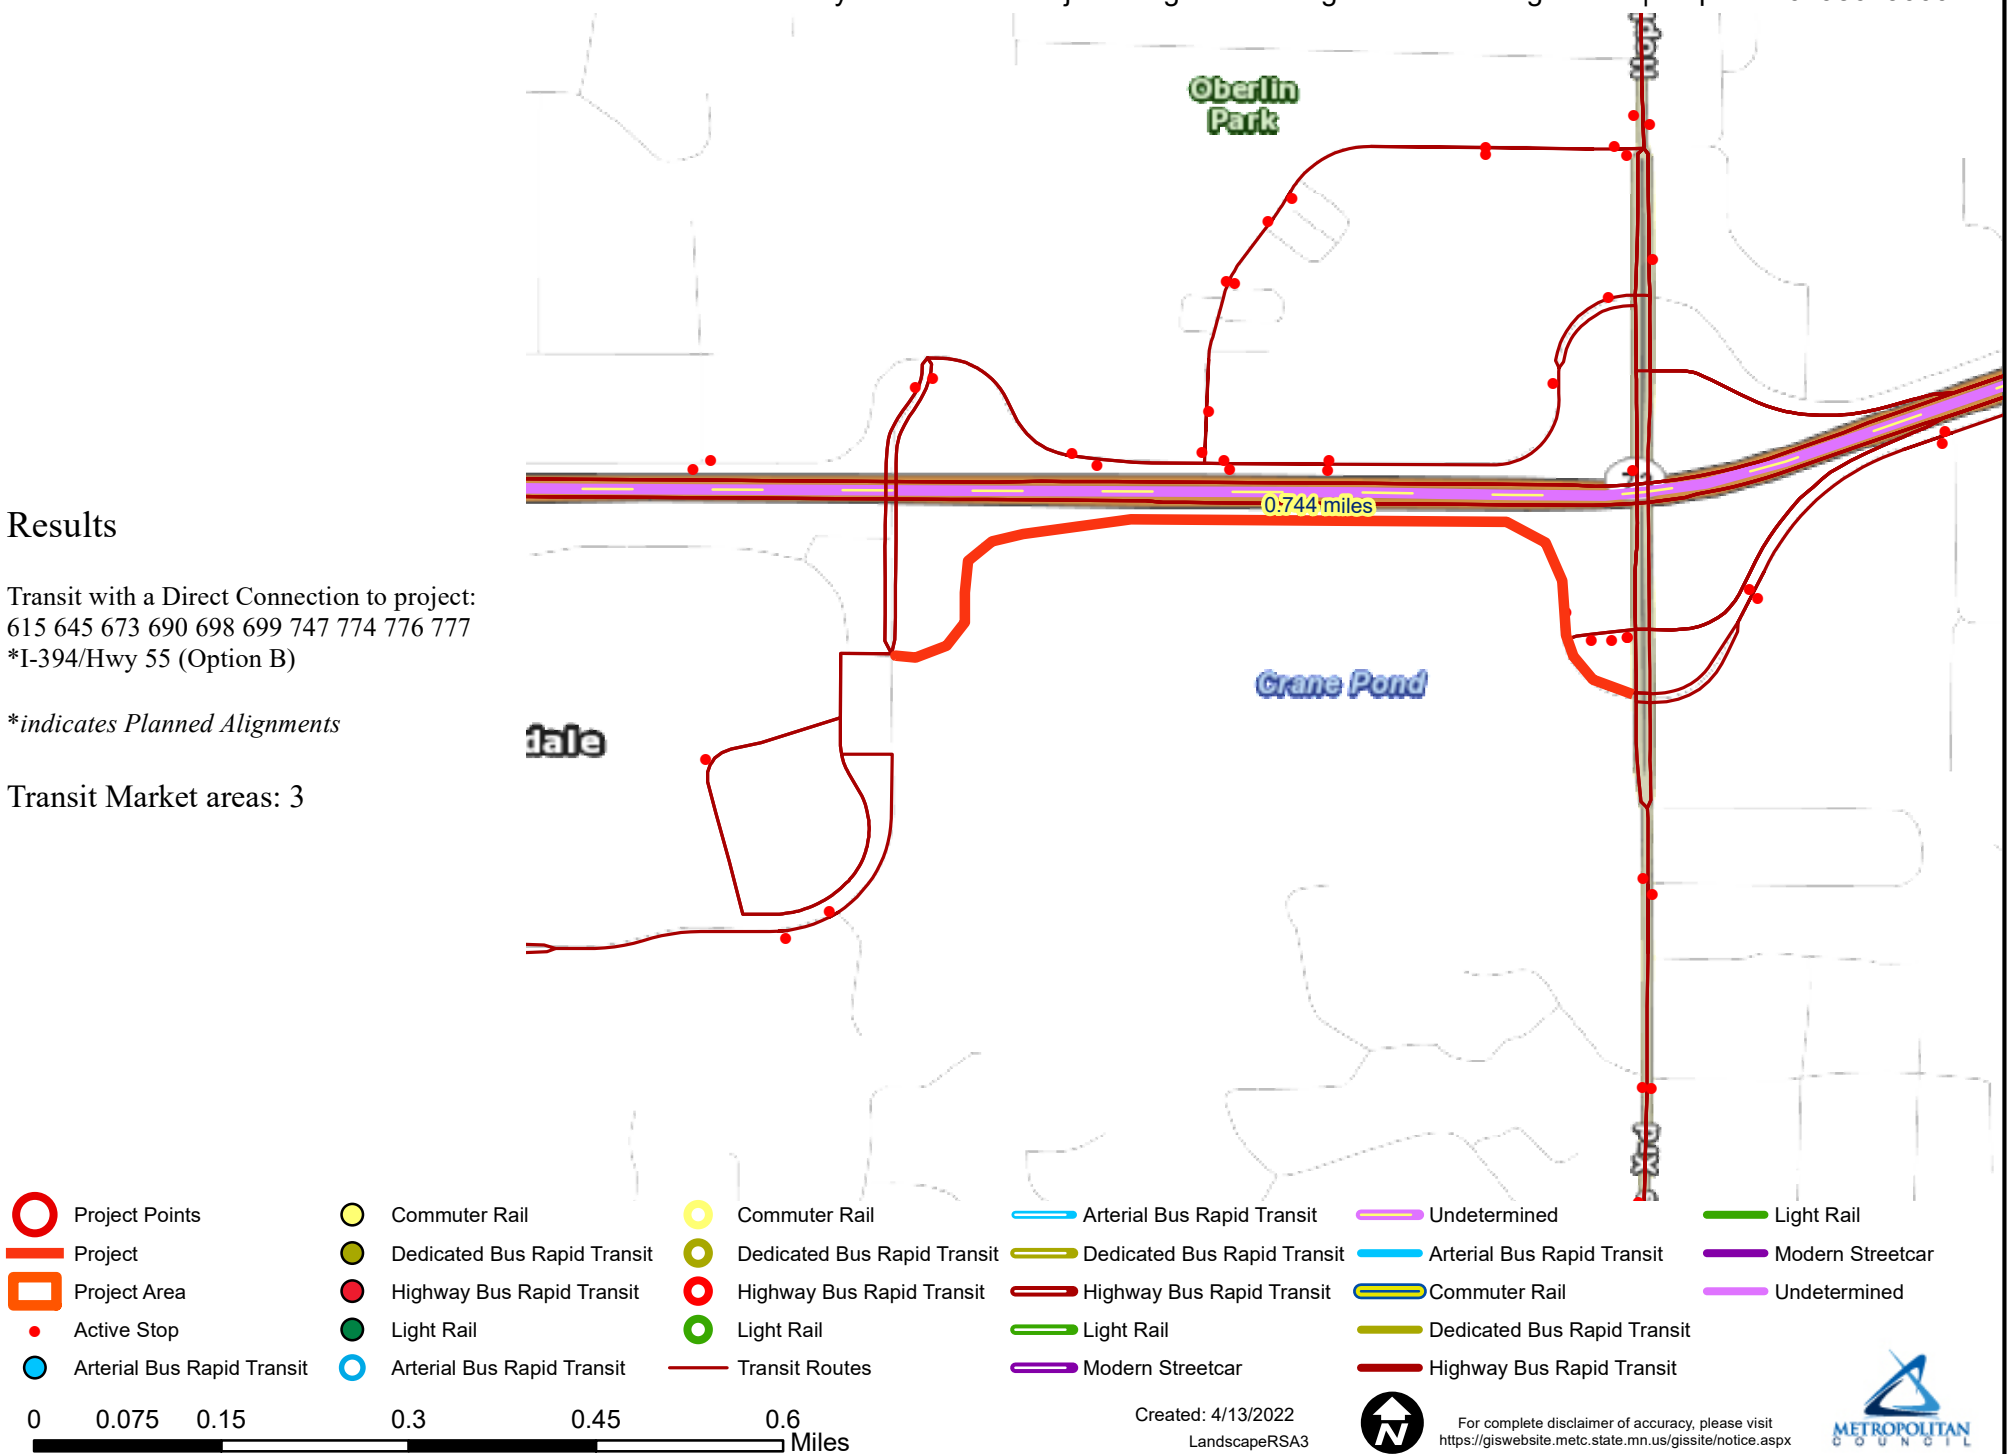 Oberlin
Park
0.744 miles
Crane Pond
dale
Results
Transit with a Direct Connection to project:
615 645 673 690 698 699 747 774 776 777
*I-394/Hwy 55 (Option B)
*indicates Planned Alignments
Transit Market areas: 3
Project Points
Project
Project Area
Active Stop
Arterial Bus Rapid Transit
Commuter Rail
Dedicated Bus Rapid Transit
Highway Bus Rapid Transit
Light Rail
Arterial Bus Rapid Transit
Commuter Rail
Dedicated Bus Rapid Transit
Highway Bus Rapid Transit
Light Rail
Transit Routes
Arterial Bus Rapid Transit
Dedicated Bus Rapid Transit
Highway Bus Rapid Transit
Light Rail
Modern Streetcar
Undetermined
Arterial Bus Rapid Transit
Commuter Rail
Dedicated Bus Rapid Transit
Highway Bus Rapid Transit
Light Rail
Modern Streetcar
Undetermined
0 0.075 0.15 0.3 0.45 0.6
Miles
Created: 4/13/2022
LandscapeRSA3
N
For complete disclaimer of accuracy, please visit
https://giswebsite.metc.state.mn.us/gissite/notice.aspx
METROPOLITAN
COUNCIL